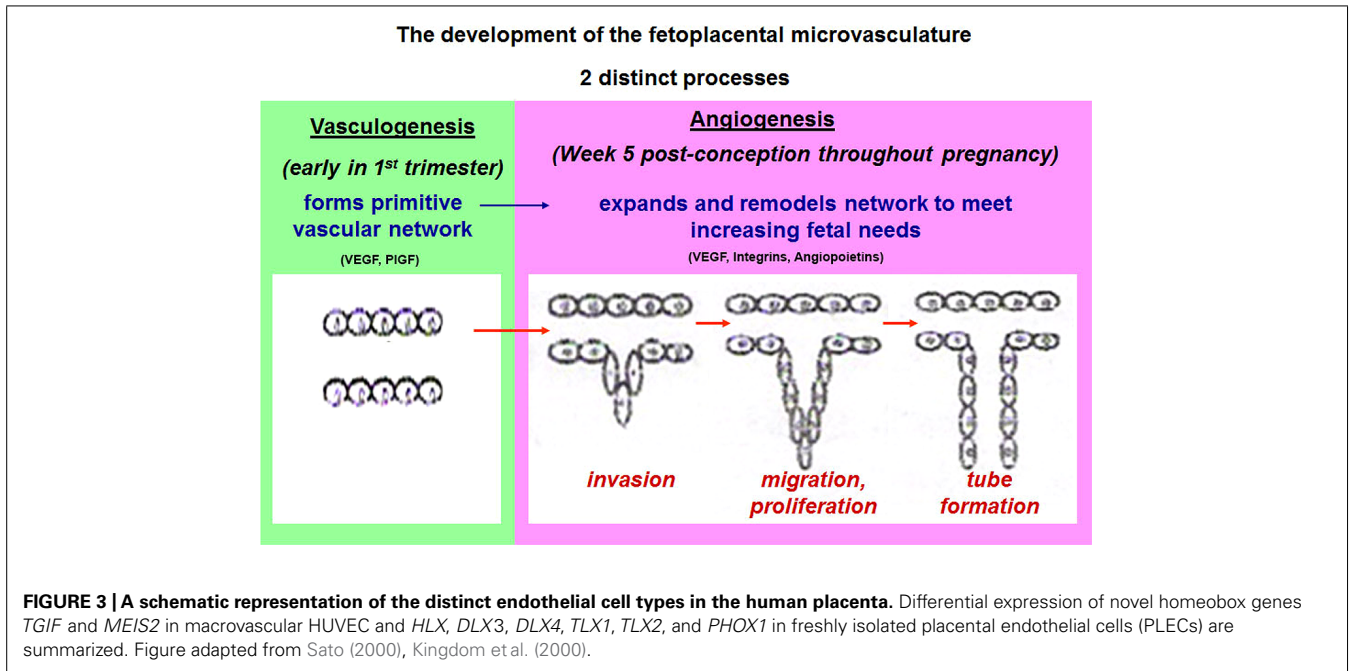 The development of the fetoplacental microvasculature
2 distinct processes
Vasculogenesis
(early in 1st trimester)
forms primitive
vascular network
(VEGF, PlGF)
Angiogenesis
(Week 5 post-conception throughout pregnancy)
expands and remodels network to meet
increasing fetal needs
(VEGF, Integrins, Angiopoietins)
invasion
migration,
proliferation
tube
formation
FIGURE 3 | A schematic representation of the distinct endothelial cell types in the human placenta. Differential expression of novel homeobox genes
TGIF and MEIS2 in macrovascular HUVEC and HLX, DLX3, DLX4, TLX1, TLX2, and PHOX1 in freshly isolated placental endothelial cells (PLECs) are
summarized. Figure adapted from Sato (2000), Kingdom et al. (2000).